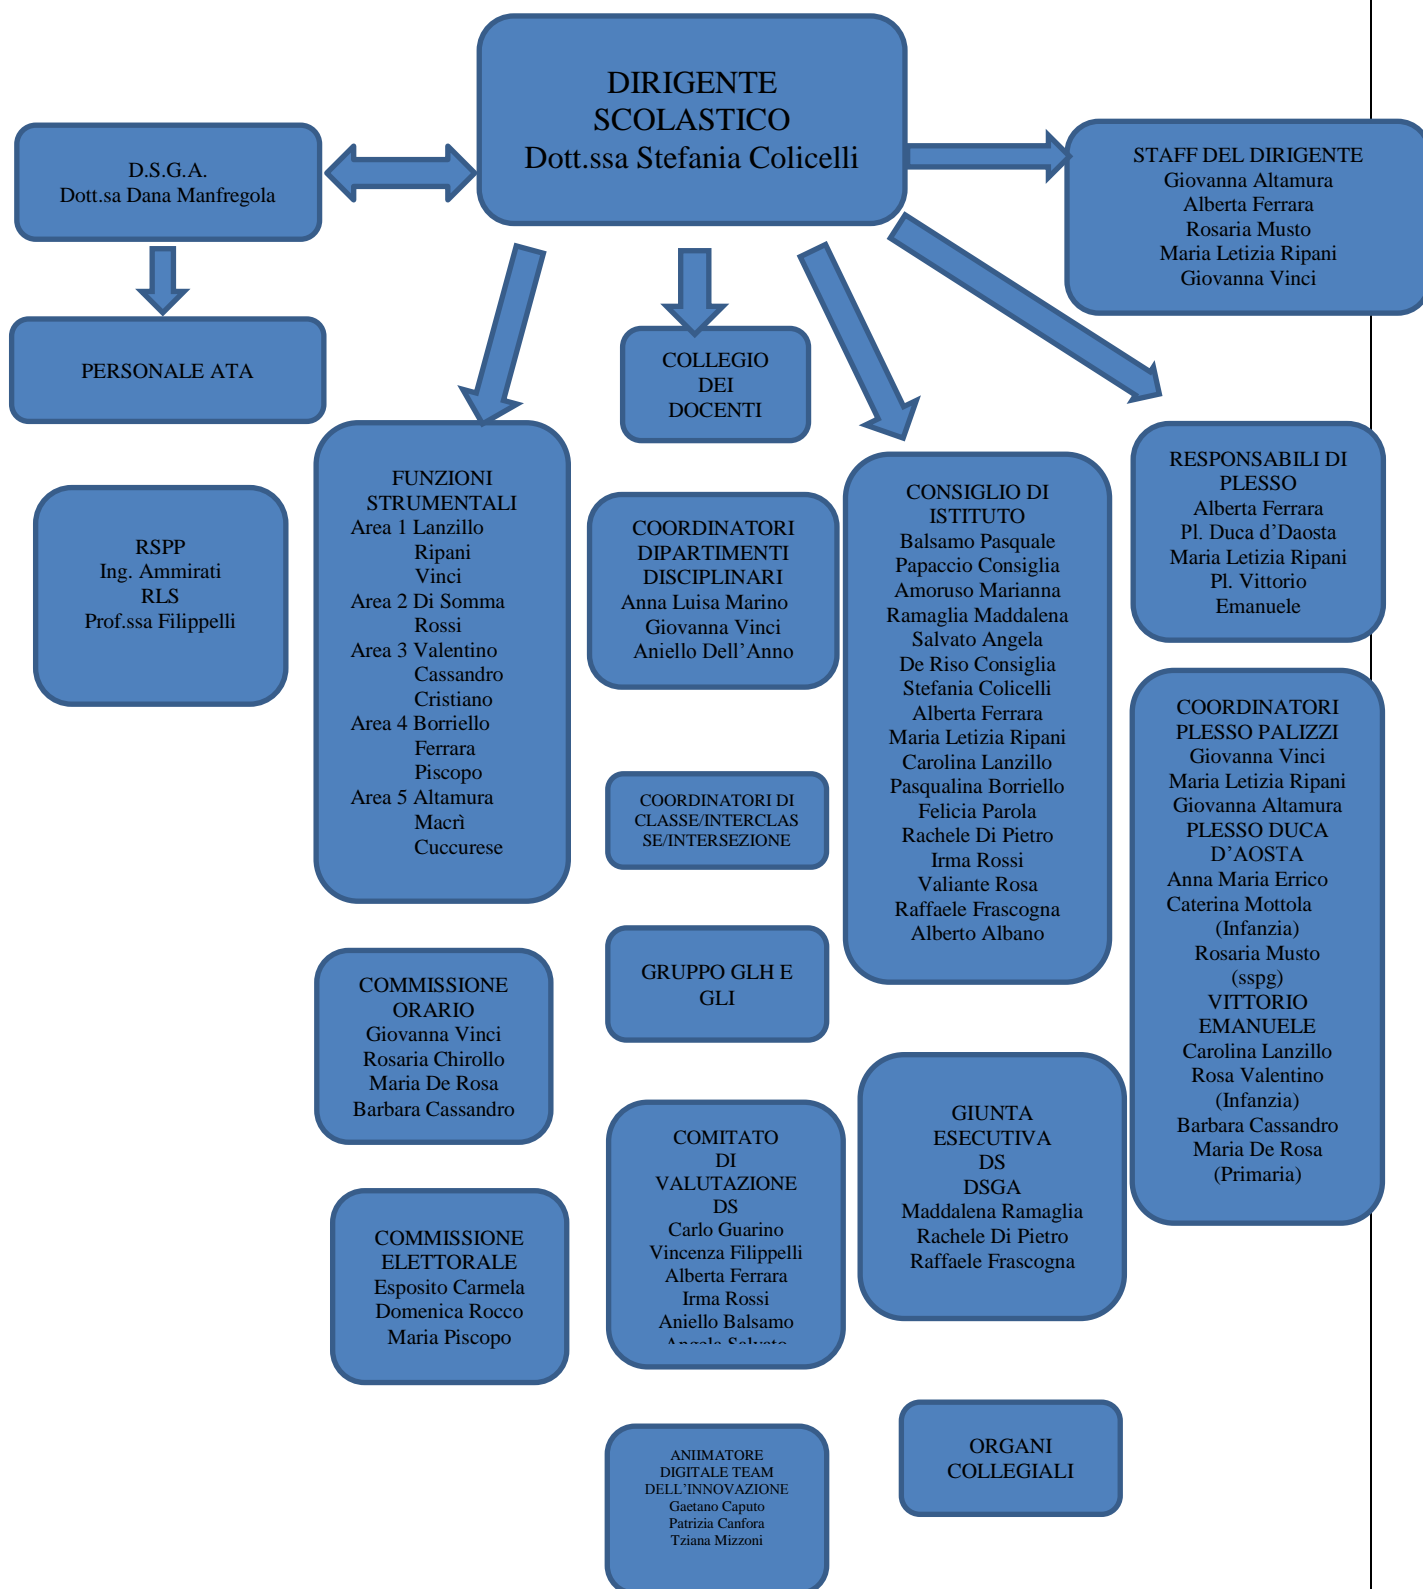 DIRIGENTE
SCOLASTICO
Dott.ssa Stefania Colicelli
D.S.G.A.
Dott.sa Dana Manfregola
STAFF DEL DIRIGENTE
Giovanna Altamura
Alberta Ferrara
Rosaria Musto
Maria Letizia Ripani
Giovanna Vinci
PERSONALE ATA
COLLEGIO
DEI
DOCENTI
RSPP
Ing. Ammirati
RLS
Prof.ssa Filippelli
FUNZIONI
STRUMENTALI
Area 1 Lanzillo
Ripani
Vinci
Area 2 Di Somma
Rossi
Area 3 Valentino
Cassandro
Cristiano
Area 4 Borriello
Ferrara
Piscopo
Area 5 Altamura
Macrì
Cuccurese
COORDINATORI
DIPARTIMENTI
DISCIPLINARI
Anna Luisa Marino
Giovanna Vinci
Aniello Dell’Anno
CONSIGLIO DI
ISTITUTO
Balsamo Pasquale
Papaccio Consiglia
Amoruso Marianna
Ramaglia Maddalena
Salvato Angela
De Riso Consiglia
Stefania Colicelli
Alberta Ferrara
Maria Letizia Ripani
Carolina Lanzillo
Pasqualina Borriello
Felicia Parola
Rachele Di Pietro
Irma Rossi
Valiante Rosa
Raffaele Frascogna
Alberto Albano
RESPONSABILI DI
PLESSO
Alberta Ferrara
Pl. Duca d’Daosta
Maria Letizia Ripani
Pl. Vittorio
Emanuele
COORDINATORI
PLESSO PALIZZI
Giovanna Vinci
Maria Letizia Ripani
Giovanna Altamura
PLESSO DUCA
D’AOSTA
Anna Maria Errico
Caterina Mottola
(Infanzia)
Rosaria Musto
(sspg)
VITTORIO
EMANUELE
Carolina Lanzillo
Rosa Valentino
(Infanzia)
Barbara Cassandro
Maria De Rosa
(Primaria)
COORDINATORI DI
CLASSE/INTERCLAS
SE/INTERSEZIONE
GRUPPO GLH E
GLI
COMMISSIONE
ORARIO
Giovanna Vinci
Rosaria Chirollo
Maria De Rosa
Barbara Cassandro
COMITATO
DI
VALUTAZIONE
DS
Carlo Guarino
Vincenza Filippelli
Alberta Ferrara
Irma Rossi
Aniello Balsamo
Angela Salvato
GIUNTA
ESECUTIVA
DS
DSGA
Maddalena Ramaglia
Rachele Di Pietro
Raffaele Frascogna
COMMISSIONE
ELETTORALE
Esposito Carmela
Domenica Rocco
Maria Piscopo
ANIIMATORE
DIGITALE TEAM
DELL’INNOVAZIONE
Gaetano Caputo
Patrizia Canfora
Tziana Mizzoni
ORGANI
COLLEGIALI